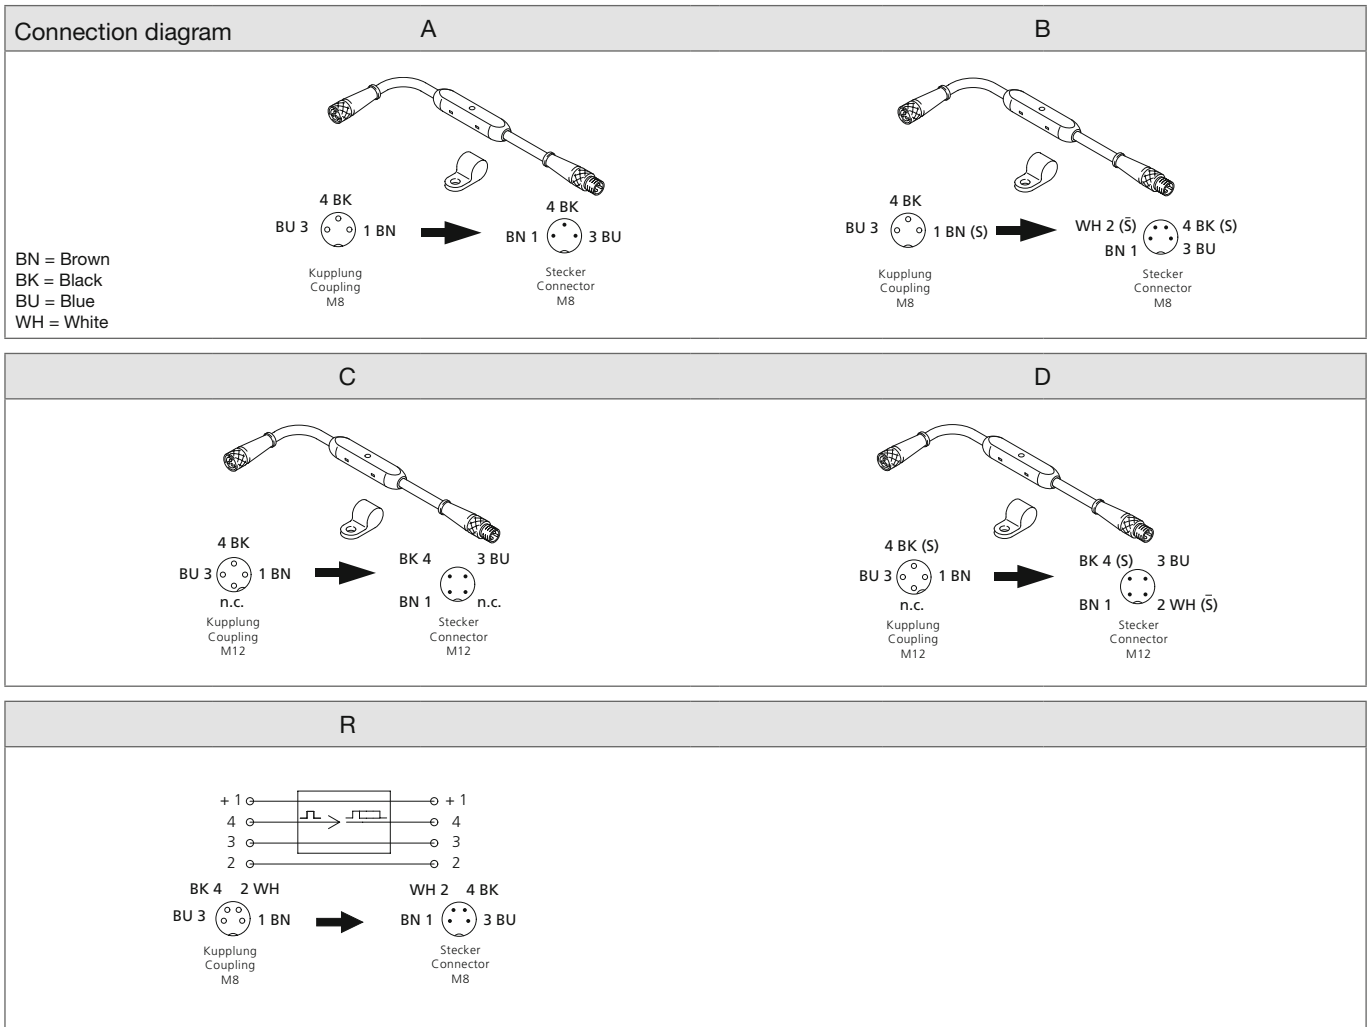 Connection diagram
A
B
4 BK
BU 3
1 BN
Kupplung
Coupling
M8
4 BK
BN 1
3 BU
Stecker
Connector
M8
4 BK
BU 3
1 BN (S)
Kupplung
Coupling
M8
WH 2 (S̄)
4 BK (S)
BN 1
3 BU
Stecker
Connector
M8
BN = Brown
BK = Black
BU = Blue
WH = White
C
D
4 BK
BU 3
1 BN
n.c.
Kupplung
Coupling
M12
BK 4
3 BU
BN 1
n.c.
Stecker
Connector
M12
4 BK (S)
BU 3
1 BN
n.c.
Kupplung
Coupling
M12
BK 4 (S)
3 BU
BN 1
2 WH (S̄)
Stecker
Connector
M12
R
+ 1
+ 1
4
4
3
3
2
2
BK 4
2 WH
BU 3
1 BN
Kupplung
Coupling
M8
WH 2
4 BK
BN 1
3 BU
Stecker
Connector
M8